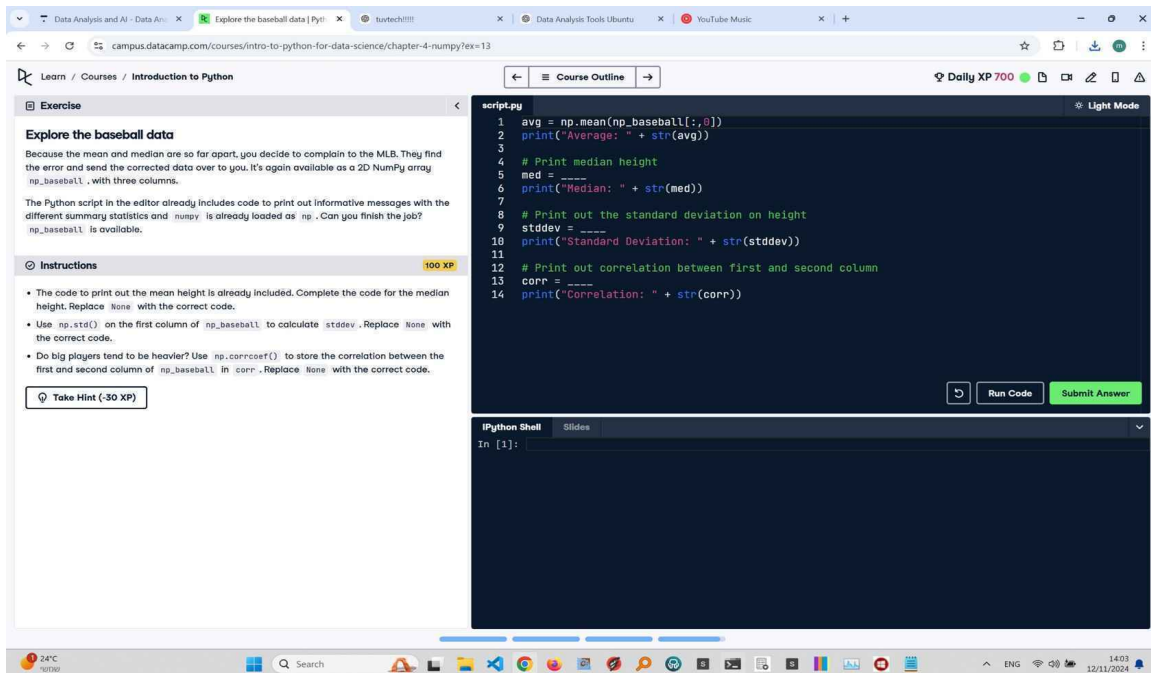 Data Analysis and AI - Data An
Explore the baseball data | Pyth
tuvtech!!!!!
Data Analysis Tools Ubuntu
YouTube Music
campus.datacamp.com/courses/intro-to-python-for-data-science/chapter-4-numpy?ex=13
m
Learn / Courses / Introduction to Python
Course Outline
Daily XP 700
Exercise
Explore the baseball data
Because the mean and median are so far apart, you decide to complain to the MLB. They find
the error and send the corrected data over to you. It's again available as a 2D NumPy array
np_baseball , with three columns.
The Python script in the editor already includes code to print out informative messages with the
different summary statistics and numpy is already loaded as np . Can you finish the job?
np_baseball is available.
Instructions
100 XP
• The code to print out the mean height is already included. Complete the code for the median
height. Replace None with the correct code.
• Use np.std() on the first column of np_baseball to calculate stddev . Replace None with
the correct code.
• Do big players tend to be heavier? Use np.corrcoef() to store the correlation between the
first and second column of np_baseball in corr . Replace None with the correct code.
Take Hint (-30 XP)
script.py
Light Mode
1 avg = np.mean(np_baseball[:,0])
2 print("Average: " + str(avg))
3
4 # Print median height
5 med = ____
6 print("Median: " + str(med))
7
8 # Print out the standard deviation on height
9 stddev = ____
10 print("Standard Deviation: " + str(stddev))
11
12 # Print out correlation between first and second column
13 corr = ____
14 print("Correlation: " + str(corr))
Run Code
Submit Answer
IPython Shell
Slides
In [1]:
1
24°C
שמשי
Search
ENG
14:03
12/11/2024